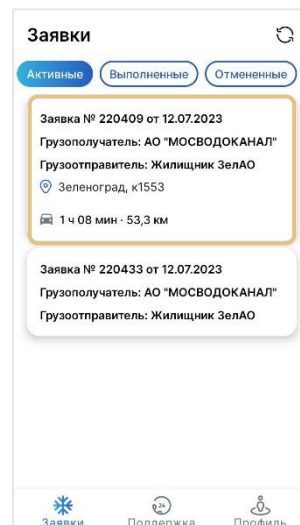 Заявки
Активные Выполненные Отмененные
Заявка № 220409 от 12.07.2023
Грузополучатель: АО "МОСВОДОКАНАЛ"
Грузоотправитель: Жилищник ЗелАО
Зеленоград, к1553
1 ч 08 мин · 53,3 км
Заявка № 220433 от 12.07.2023
Грузополучатель: АО "МОСВОДОКАНАЛ"
Грузоотправитель: Жилищник ЗелАО
24
Заявки Поддержка Профиль